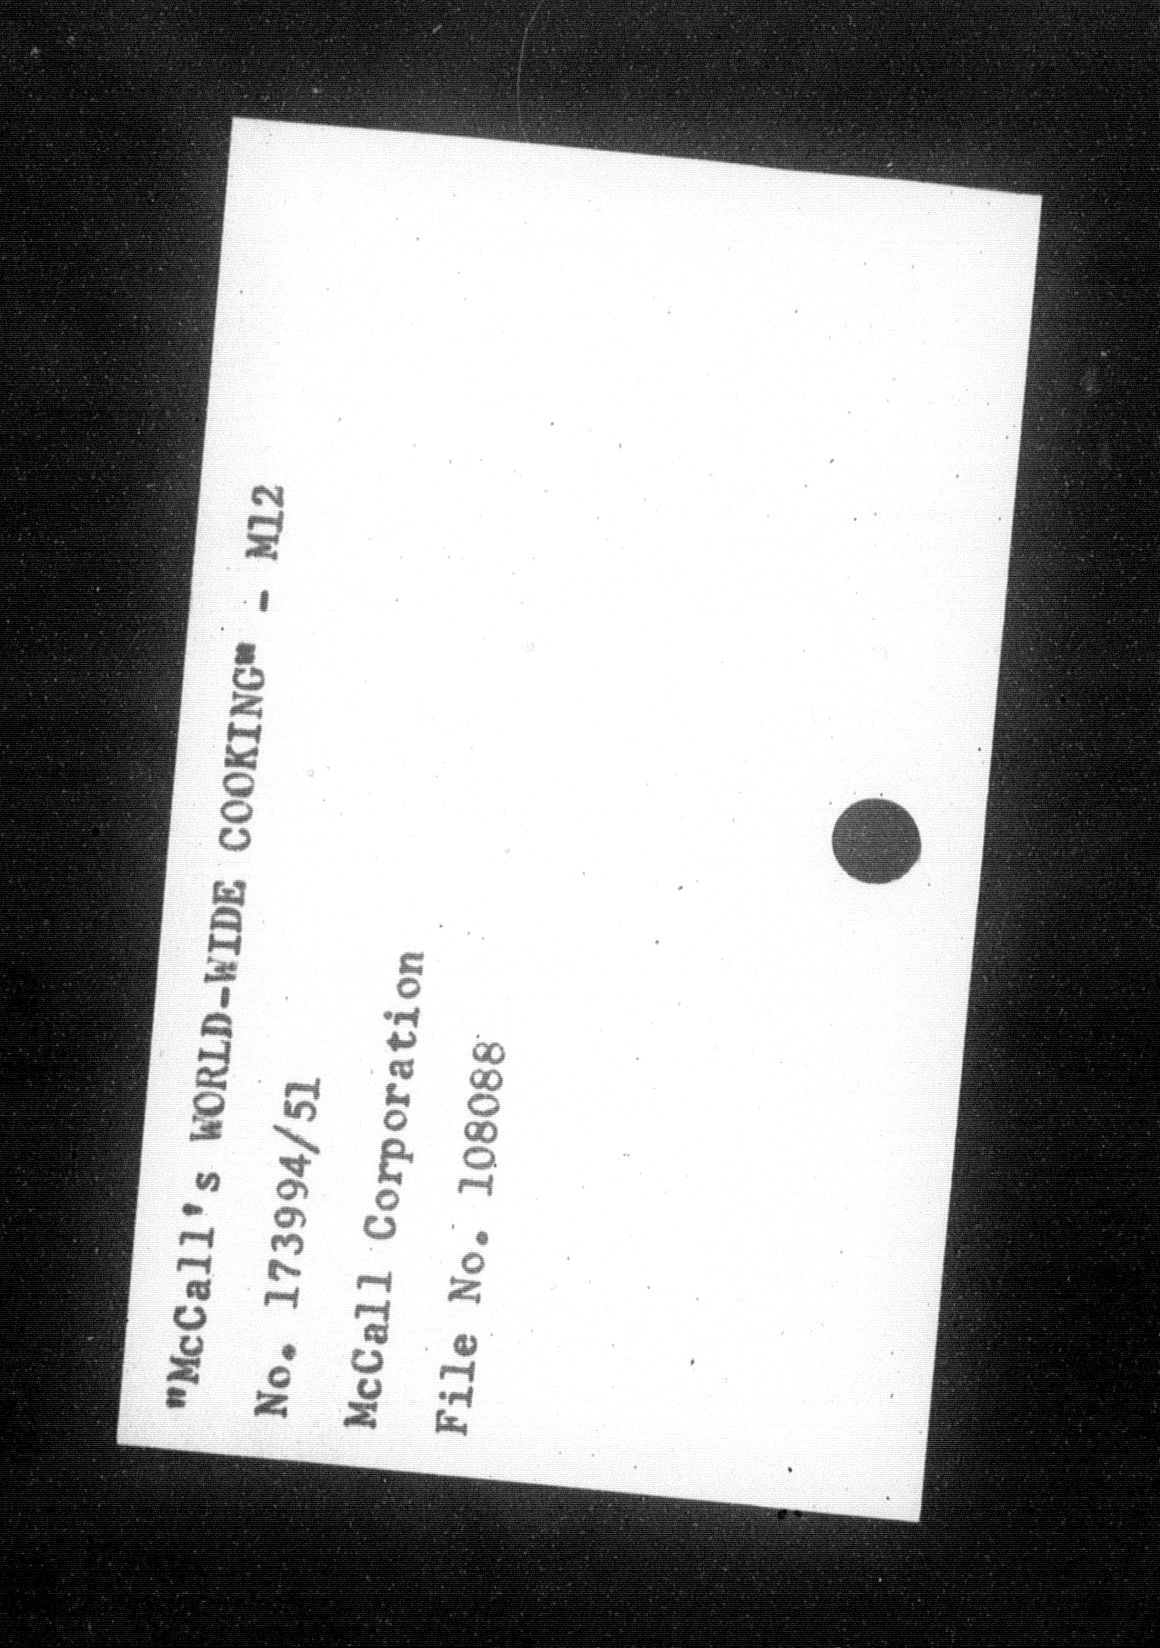 "McCall's WORLD-WIDE COOKING" - M12
No. 173994/51
McCall Corporation
File No. 108088